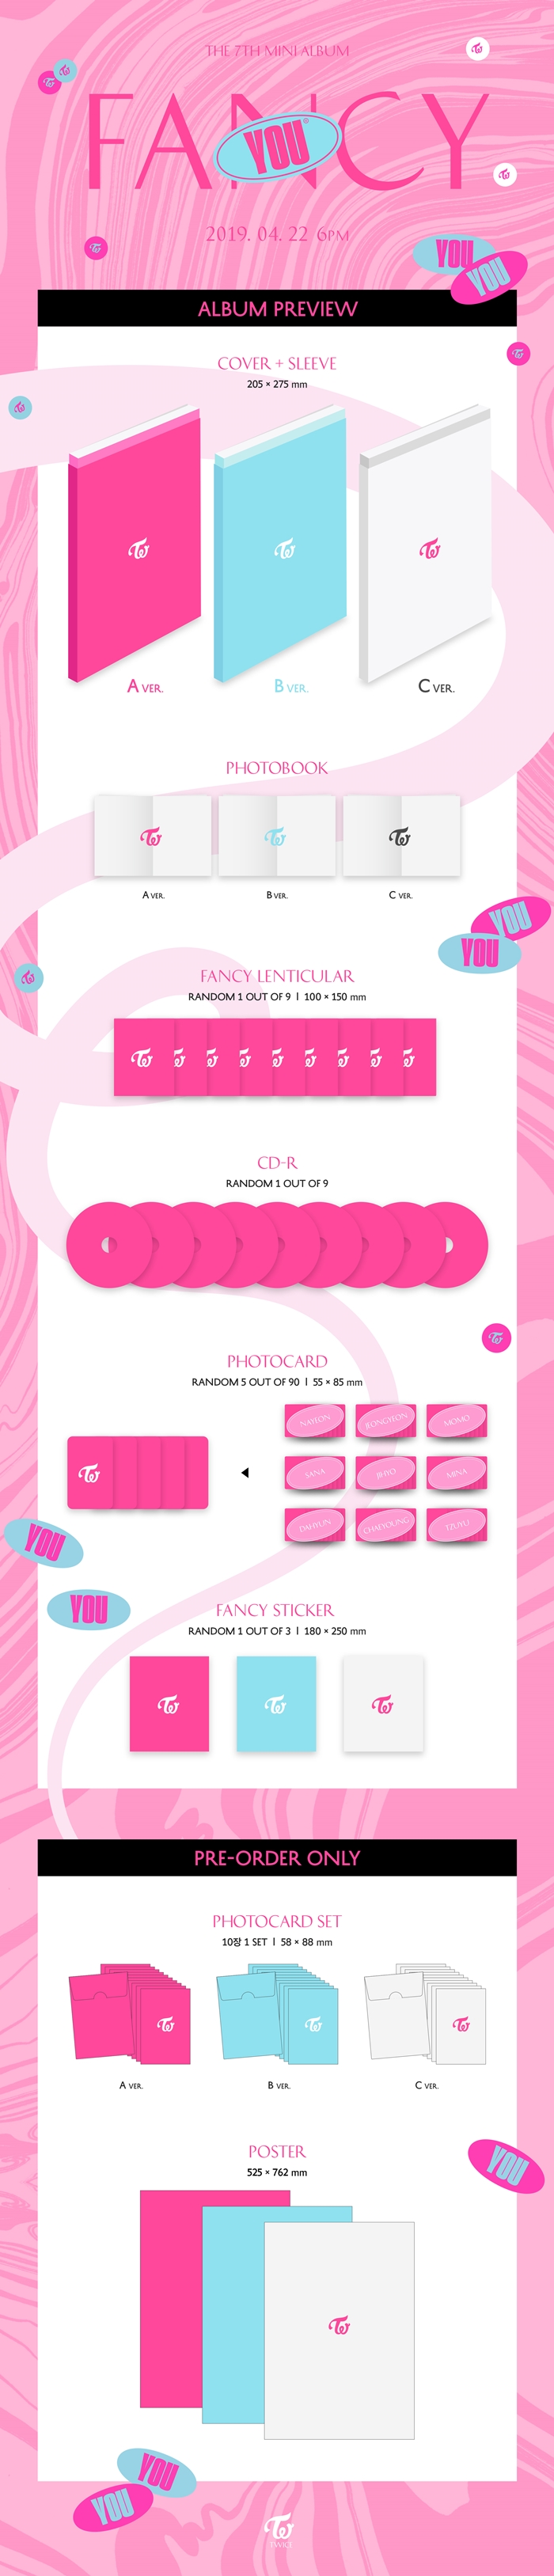 THE 7TH MINI ALBUM
FANCY
YOU
2019. 04. 22 6PM
YOU
YOU
ALBUM PREVIEW
COVER + SLEEVE
205 × 275 mm
A VER.
B VER.
C VER.
PHOTOBOOK
A VER.
B VER.
C VER.
YOU
YOU
FANCY LENTICULAR
RANDOM 1 OUT OF 9 | 100 × 150 mm
CD-R
RANDOM 1 OUT OF 9
PHOTOCARD
RANDOM 5 OUT OF 90 | 55 × 85 mm
NAYEON
JEONGYEON
MOMO
SANA
JIHYO
MINA
DAHYUN
CHAEYOUNG
TZUYU
YOU
YOU
FANCY STICKER
RANDOM 1 OUT OF 3 | 180 × 250 mm
PRE-ORDER ONLY
PHOTOCARD SET
10장 1 SET | 58 × 88 mm
A VER.
B VER.
C VER.
POSTER
525 × 762 mm
YOU
YOU
YOU
TWICE